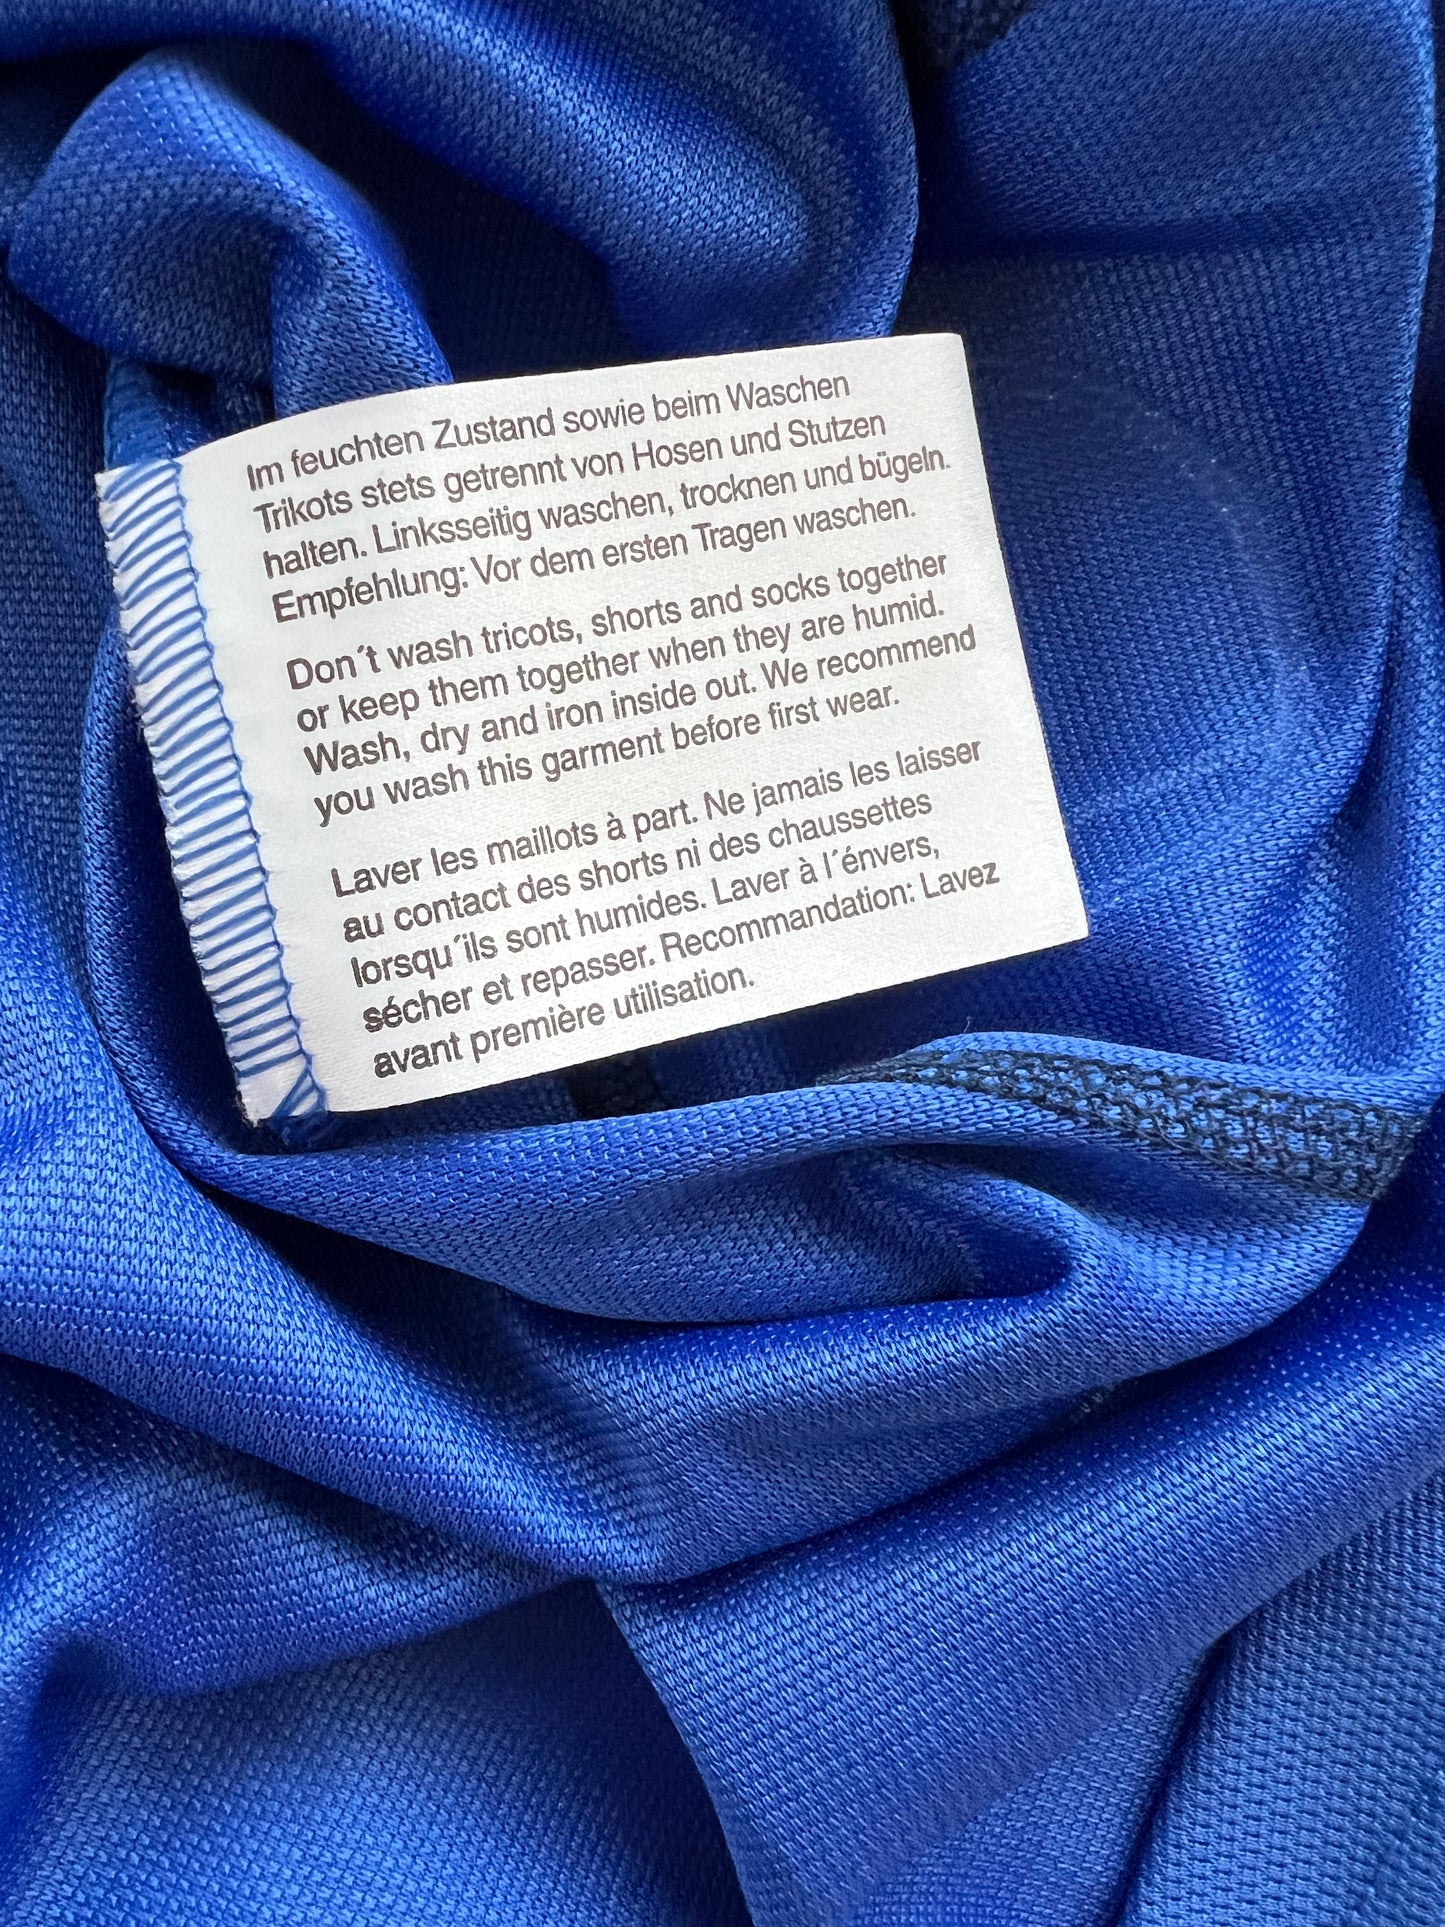 Im feuchten Zustand sowie beim Waschen
Trikots stets getrennt von Hosen und Stutzen
halten. Linksseitig waschen, trocknen und bügeln.
Empfehlung: Vor dem ersten Tragen waschen.
Don´t wash tricots, shorts and socks together
or keep them together when they are humid.
Wash, dry and iron inside out. We recommend
you wash this garment before first wear.
Laver les maillots à part. Ne jamais les laisser
au contact des shorts ni des chaussettes
lorsqu´ils sont humides. Laver à l´énvers,
sécher et repasser. Recommandation: Lavez
avant première utilisation.